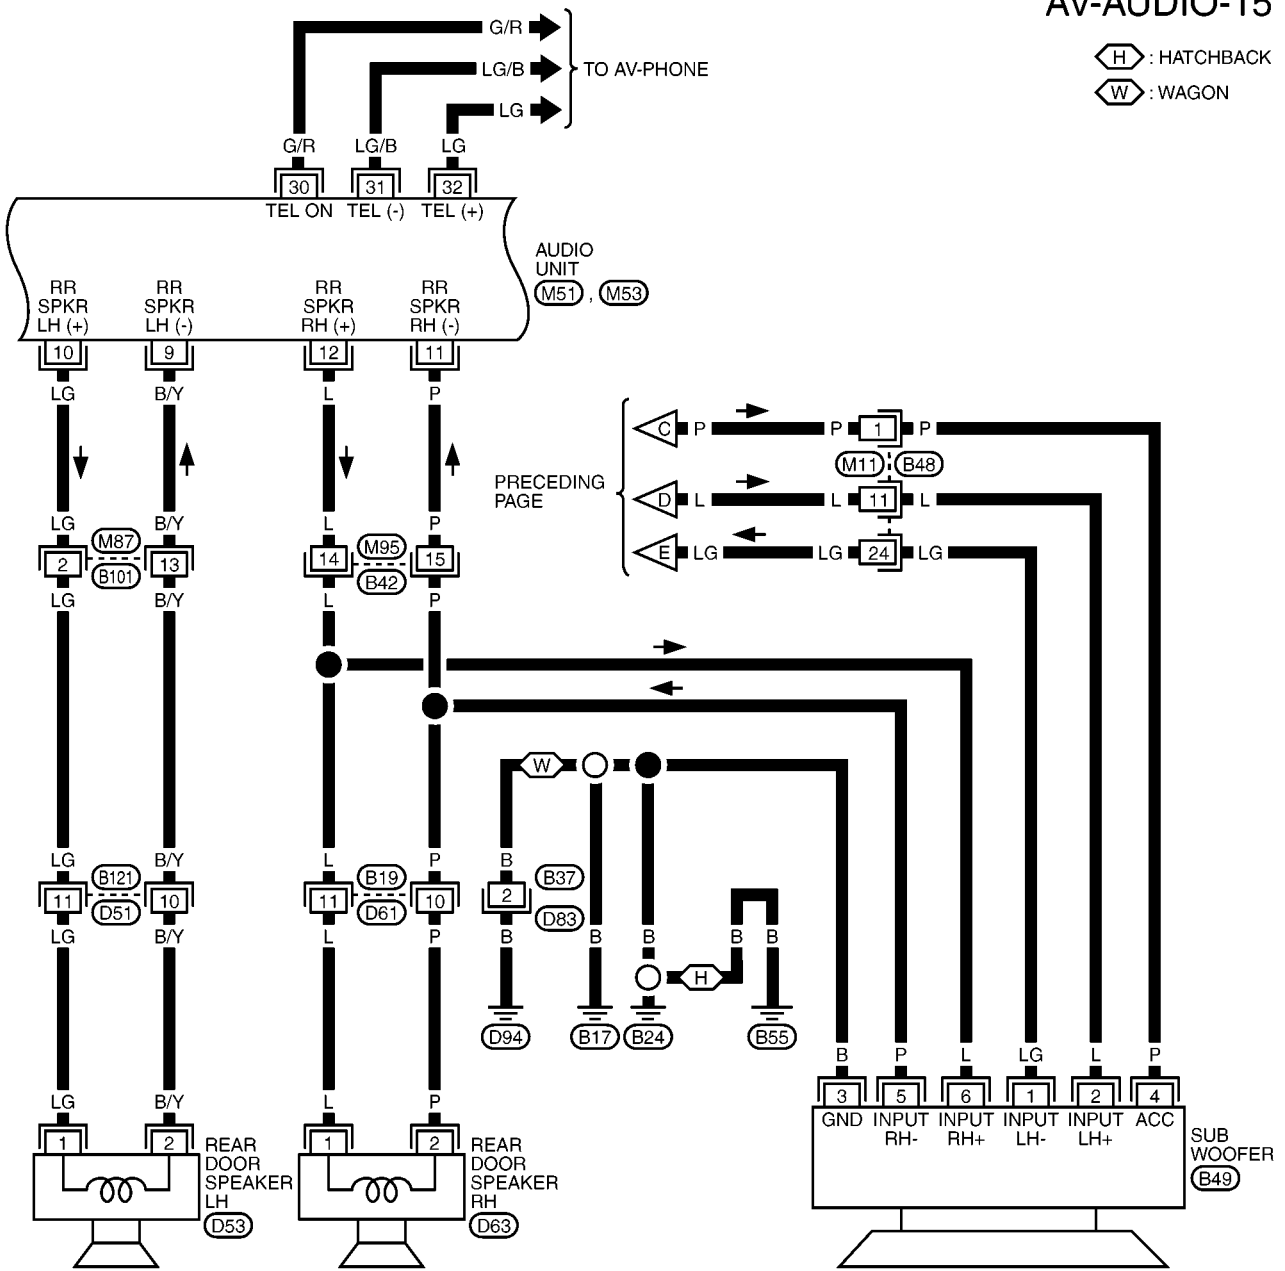 AV-AUDIO-15
H : HATCHBACK
W : WAGON
G/R
LG/B
LG
TO AV-PHONE
G/R LG/B LG
30 31 32
TEL ON TEL (-) TEL (+)
AUDIO
UNIT
M51 , M53
RR RR RR RR
SPKR SPKR SPKR SPKR
LH (+) LH (-) RH (+) RH (-)
10 9 12 11
LG B/Y L P
C P P 1 P
M11 B48
PRECEDING
PAGE
D L L 11 L
E LG LG 24 LG
LG B/Y L P
M87 M95
2 13 14 15
B101 B42
LG B/Y L P
W
LG B/Y L P B
B121 B19 B37
11 10 11 10 2
D51 D61 D83
LG B/Y L P B B B B B
H
D94 B17 B24 B55
B P L LG L P
3 5 6 1 2 4
GND INPUT INPUT INPUT INPUT ACC
RH- RH+ LH- LH+
SUB
WOOFER
B49
LG B/Y L P
1 2 1 2
REAR
DOOR
SPEAKER
LH
D53
REAR
DOOR
SPEAKER
RH
D63